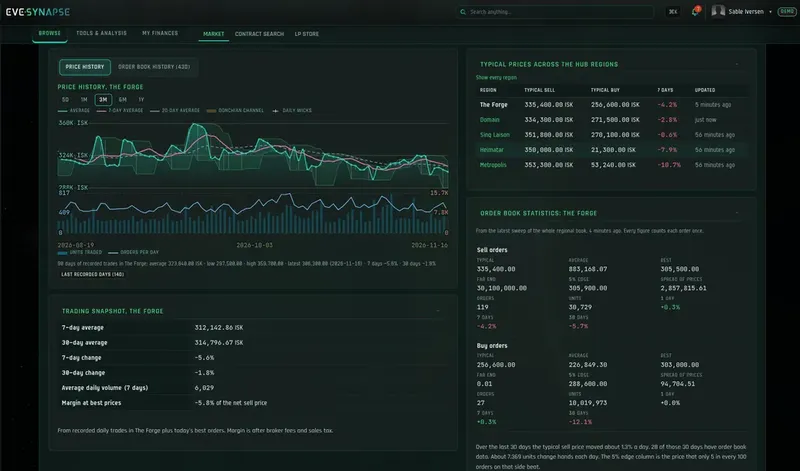 EVE:SYNAPSE
Search anything...
⌘K
Sable Iversen
DEMO
BROWSE
TOOLS & ANALYSIS
MY FINANCES
MARKET
CONTRACT SEARCH
LP STORE
PRICE HISTORY
ORDER BOOK HISTORY (422)
PRICE HISTORY, THE FORGE
5D 1M 3M 6M 1Y
AVERAGE 7-DAY AVERAGE 30-DAY AVERAGE DONCHIAN CHANNEL DAILY WICKS
360K ISK
324K ISK
288K ISK
817
409
0
15.7K
7.8K
0
2026-08-19 2026-10-03 2026-11-16
UNITS TRADED ORDERS PER DAY
90 days of recorded trades in The Forge: average
LAST RECORDED DAYS (140)
TRADING SNAPSHOT, THE FORGE
7-day average 312,142.86 ISK
30-day average 314,796.67 ISK
7-day change -5.6%
30-day change -1.8%
Average daily volume (7 days) 6,029
Margin at best prices -5.8% of the net sell price
From recorded daily trades in The Forge plus today's best orders. Margin is after broker fees and sales tax.
TYPICAL PRICES ACROSS THE HUB REGIONS
Show every region
REGION TYPICAL SELL TYPICAL BUY 7 DAYS UPDATED
The Forge 335,400.00 ISK 256,600.00 ISK -4.2% 5 minutes ago
Domain 334,300.00 ISK 271,500.00 ISK -2.8% just now
Sinq Laison 351,800.00 ISK 270,100.00 ISK -0.6% 56 minutes ago
Heimatar 350,000.00 ISK 21,300.00 ISK -7.9% 56 minutes ago
Metropolis 353,300.00 ISK 53,240.00 ISK -10.7% 56 minutes ago
ORDER BOOK STATISTICS: THE FORGE
From the latest sweep of the whole regional book, 4 minutes ago. Every figure counts each order once.
Sell orders
TYPICAL AVERAGE BEST
335,400.00 883,168.07 305,500.00
FAR END 5% EDGE SPREAD OF PRICES
30,100,000.00 305,900.00 2,857,815.61
ORDERS UNITS 1 DAY
119 30,729 +0.3%
7 DAYS 30 DAYS
-4.2% -5.7%
Buy orders
TYPICAL AVERAGE BEST
256,600.00 226,849.30 303,000.00
FAR END 5% EDGE SPREAD OF PRICES
0.01 288,600.00 94,704.51
ORDERS UNITS 1 DAY
27 10,019,973 +0.0%
7 DAYS 30 DAYS
+0.3% -12.1%
Over the last 30 days the typical sell price moved about 1.3% a day. 28 of those 30 days have order book
data. About 7,369 units change hands each day. The 5% edge column is the price that only 5 in every 100
orders on that side beat.